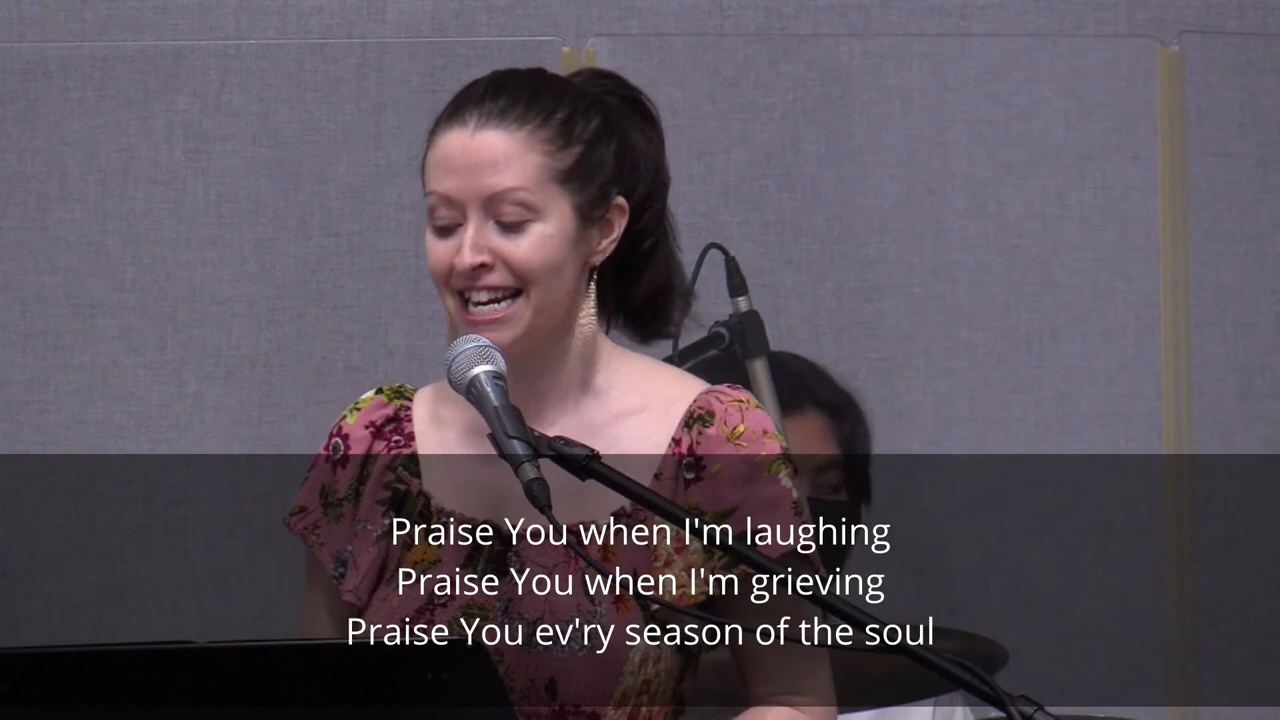 Praise You when I'm laughing
Praise You when I'm grieving
Praise You ev'ry season of the soul